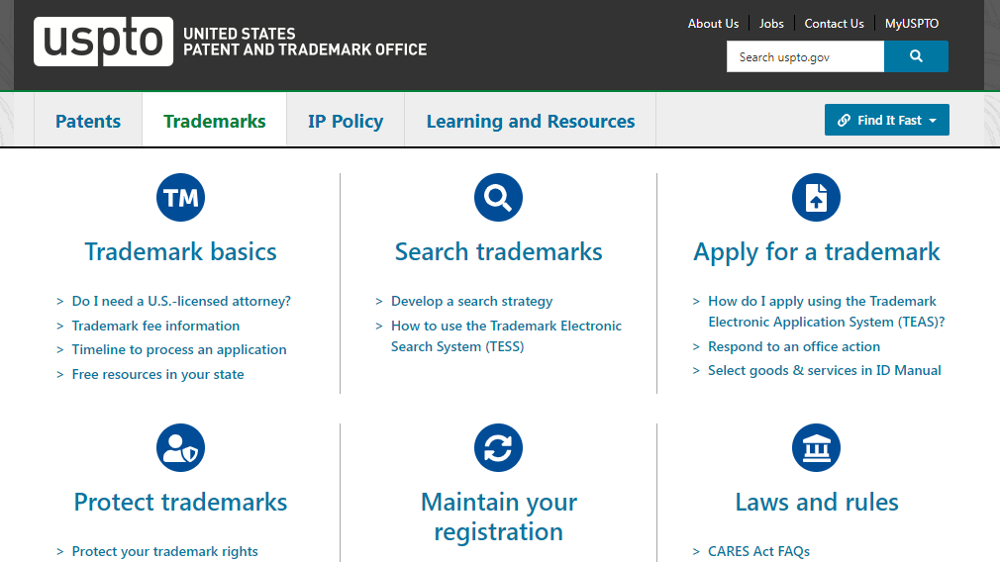 uspto
UNITED STATES
PATENT AND TRADEMARK OFFICE
About Us
Jobs
Contact Us
MyUSPTO
Search uspto.gov
Patents
Trademarks
IP Policy
Learning and Resources
Find It Fast
TM
Trademark basics
> Do I need a U.S.-licensed attorney?
> Trademark fee information
> Timeline to process an application
> Free resources in your state
Search trademarks
> Develop a search strategy
> How to use the Trademark Electronic
Search System (TESS)
Apply for a trademark
> How do I apply using the Trademark
Electronic Application System (TEAS)?
> Respond to an office action
> Select goods & services in ID Manual
Protect trademarks
> Protect your trademark rights
Maintain your
registration
Laws and rules
> CARES Act FAQs